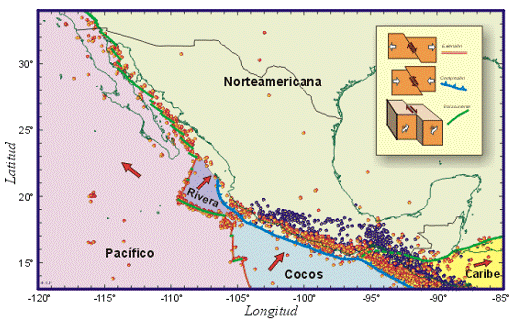 Extensión
Compresión
Transcurrente
Norteamericana
Rivera
Pacífico
Cocos
Caribe
30°
25°
20°
15°
-120°
-115°
-110°
-105°
-100°
-95°
-90°
-85°
Latitud
Longitud